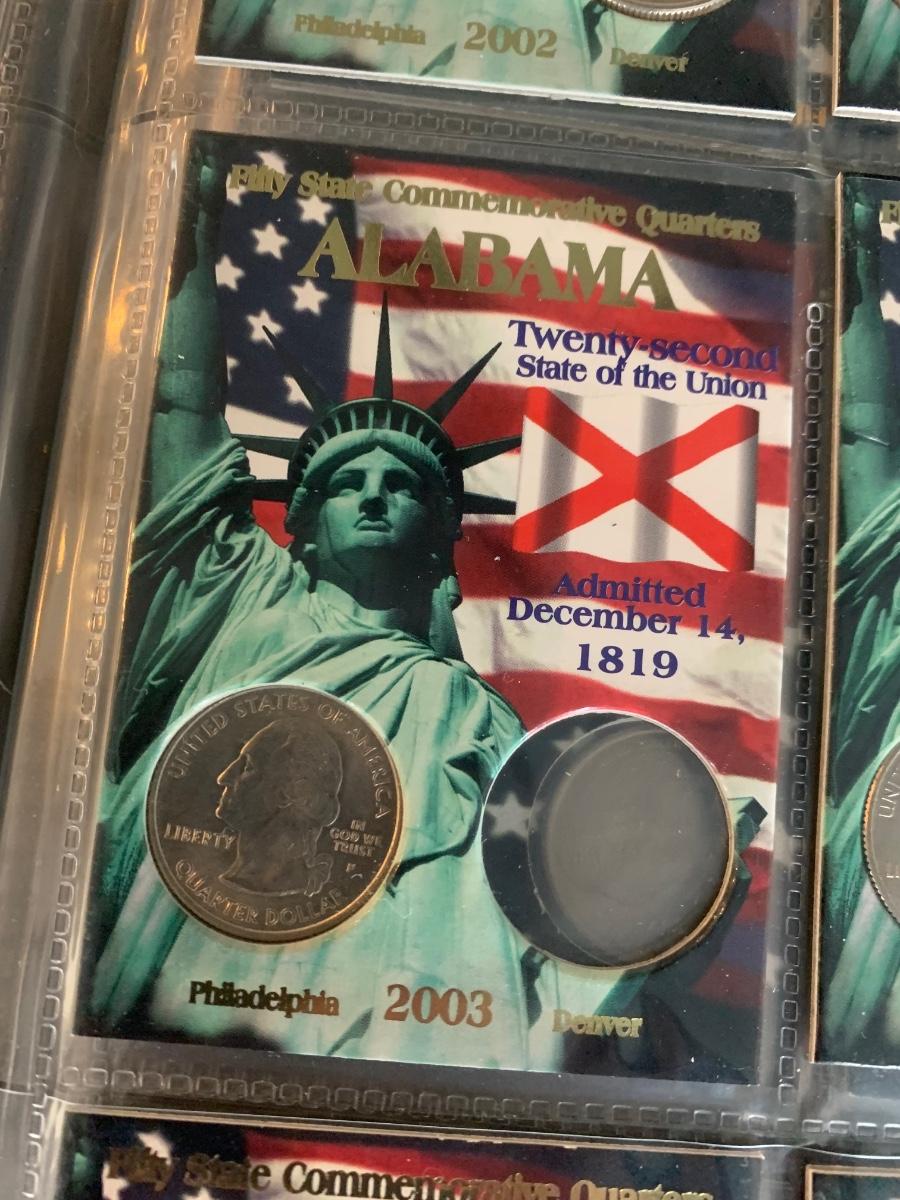 Philadelphia 2002 Denver
Fifty State Commemorative Quarters
ALABAMA
Twenty-second
State of the Union
Admitted
December 14,
1819
UNITED STATES OF AMERICA
LIBERTY
IN
GOD WE
TRUST
QUARTER DOLLAR
Philadelphia 2003 Denver
Fifty State Commemorative Quarters